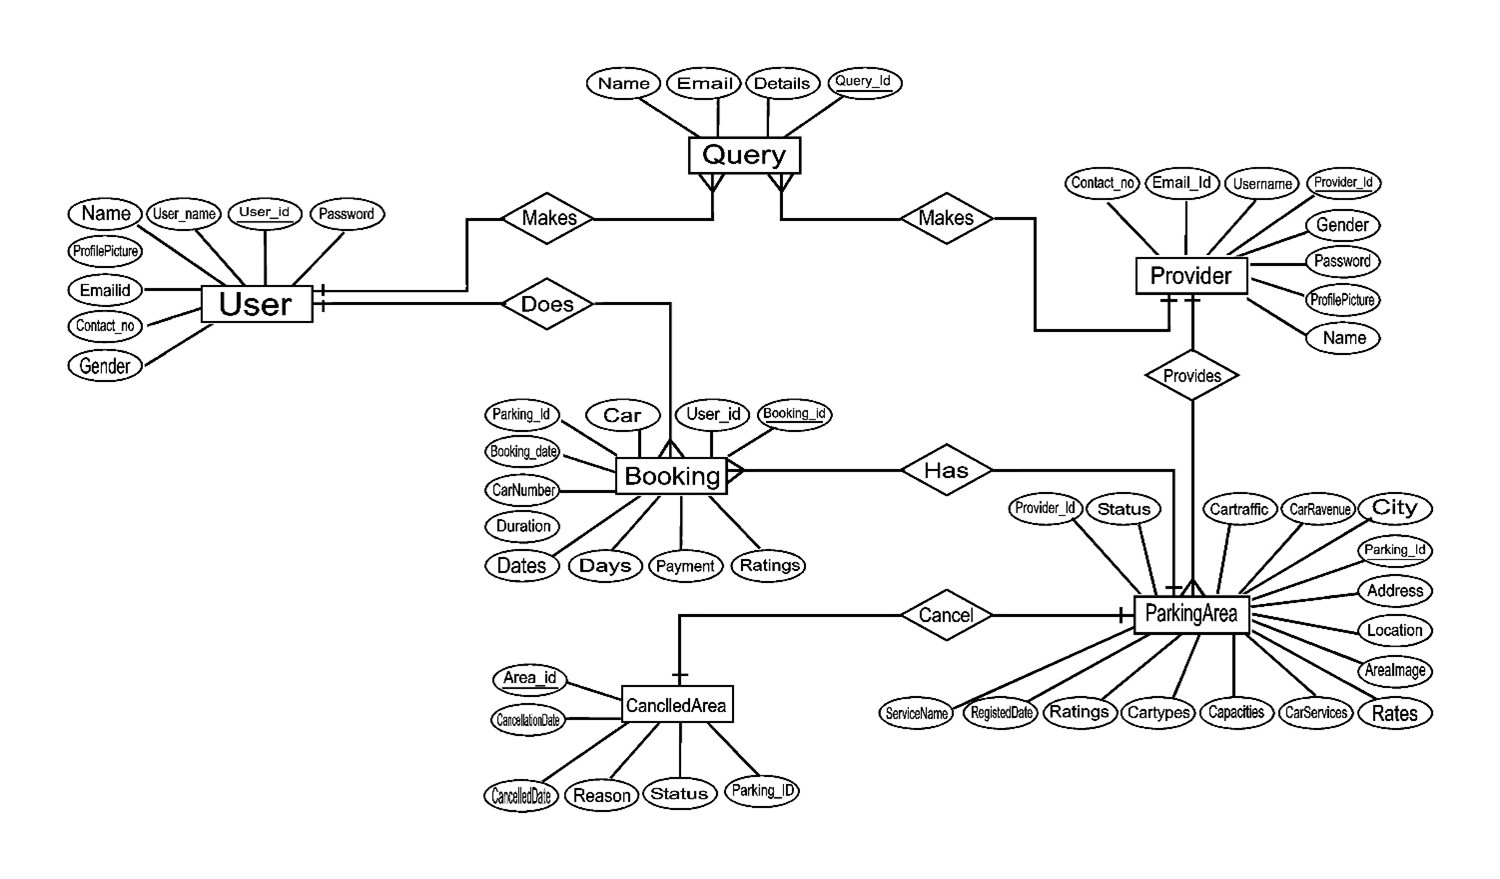 Name
Email
Details
Query_Id
Query
Contact_no
Email_Id
Username
Provider_Id
Name
User_name
User_id
Password
Makes
Makes
Gender
ProfilePicture
Password
Provider
Emailid
User
Does
ProfilePicture
Contact_no
Name
Gender
Provides
Parking_Id
Car
User_id
Booking_id
Booking_date
Booking
Has
CarNumber
Provider_Id
Status
Cartraffic
CarRavenue
City
Duration
Parking_Id
Dates
Days
Payment
Ratings
Address
Cancel
ParkingArea
Location
Area_id
AreaImage
CanclledArea
CancellationDate
ServiceName
RegistedDate
Ratings
Cartypes
Capacities
CarServices
Rates
CancelledDate
Reason
Status
Parking_ID